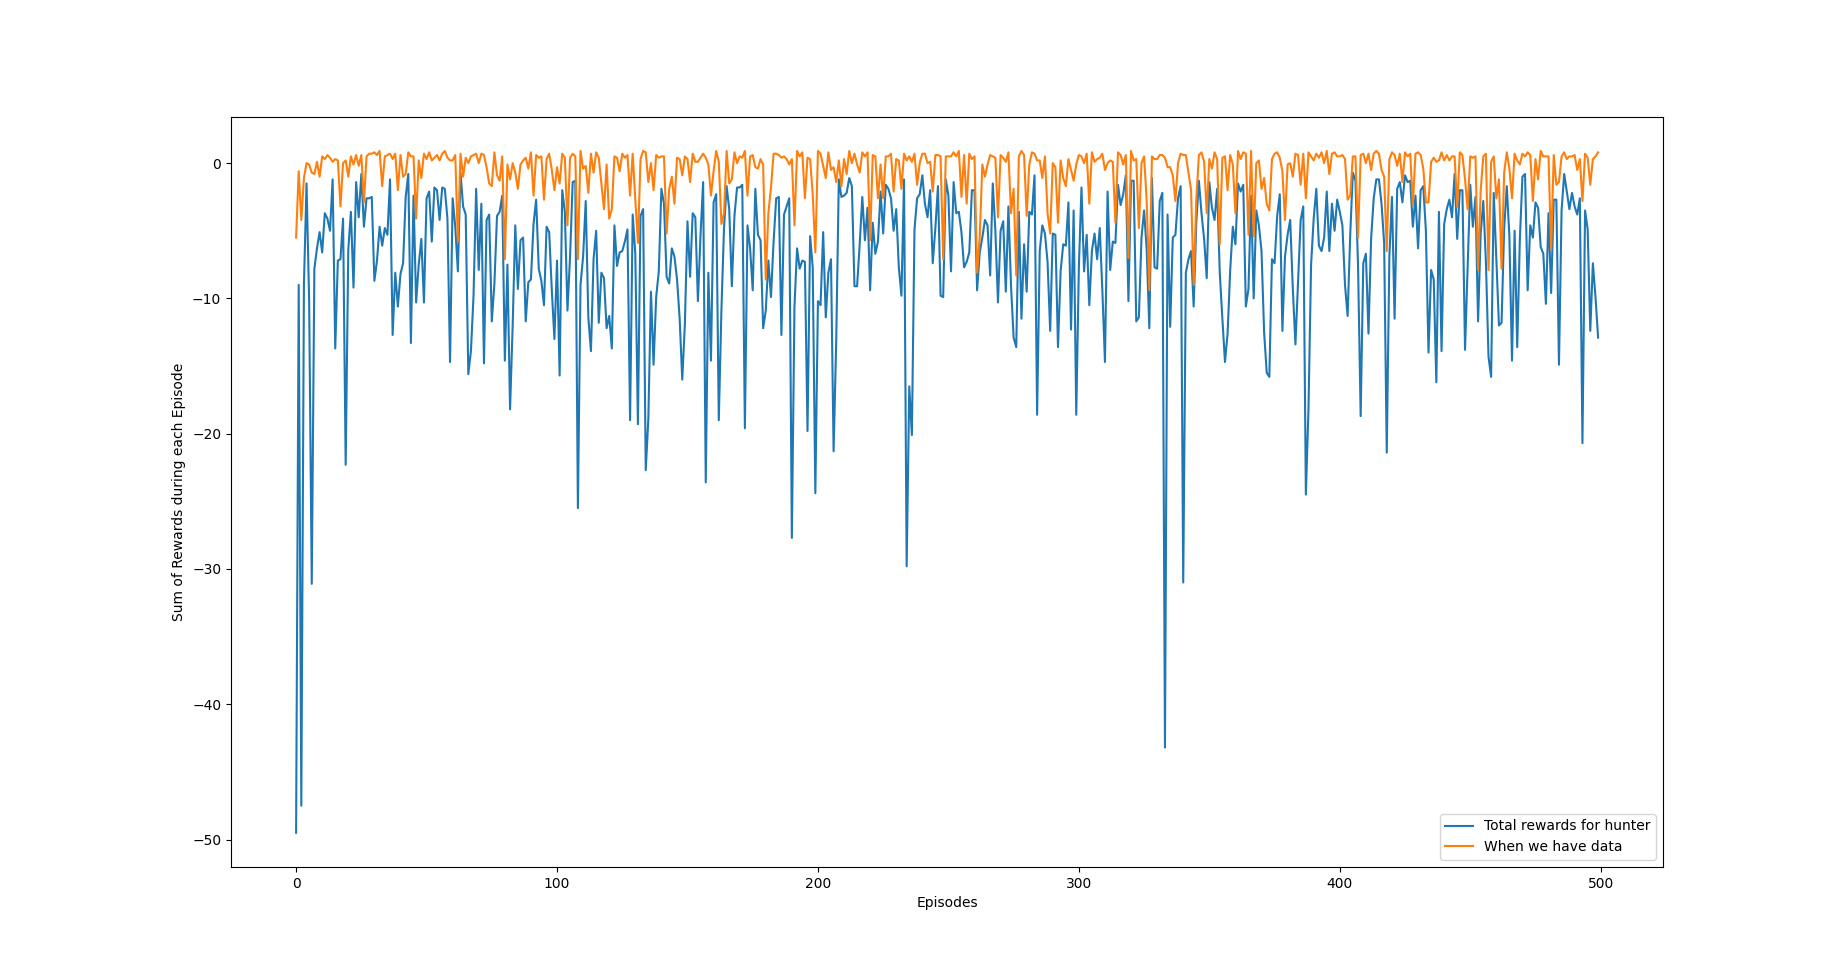 0
−10
−20
−30
−40
−50
Sum of Rewards during each Episode
0 100 200 300 400 500
Episodes
Total rewards for hunter
When we have data